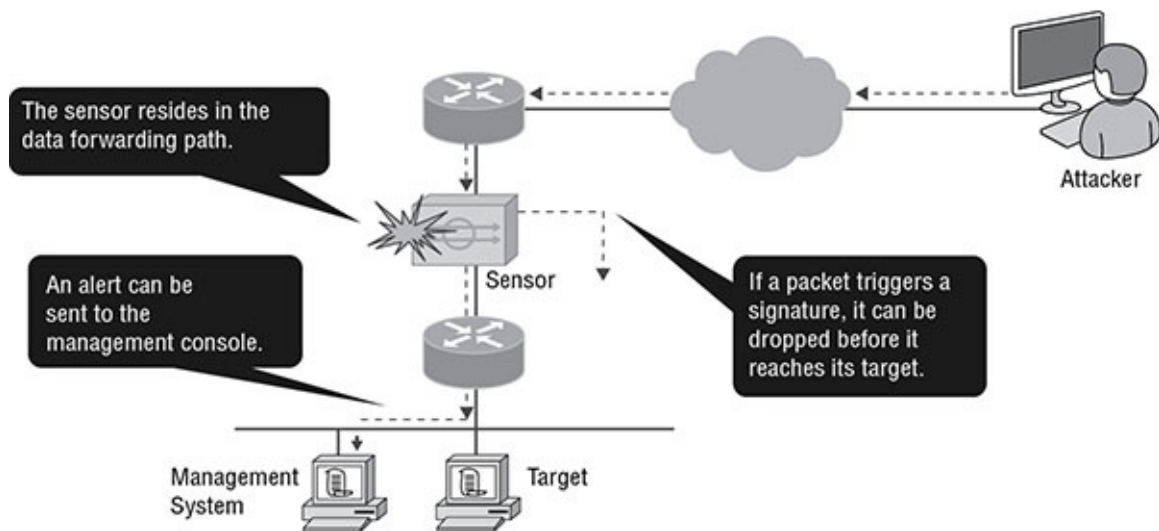 The sensor resides in the
data forwarding path.
Attacker
Sensor
An alert can be
sent to the
management console.
If a packet triggers a
signature, it can be
dropped before it
reaches its target.
Management
System
Target